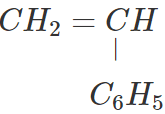 CH₂ = CH
|
C₆H₅